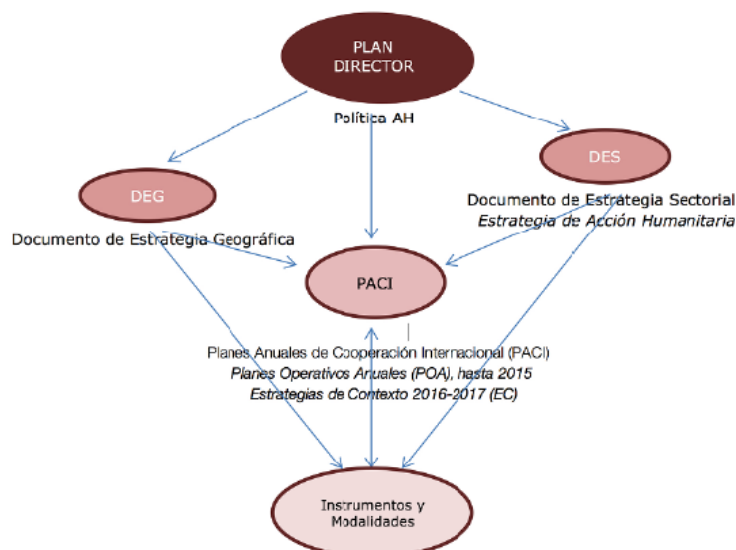 PLAN
DIRECTOR
Política AH
DES
DEG
Documento de Estrategia Sectorial
Estrategia de Acción Humanitaria
Documento de Estrategia Geográfica
PACI
Planes Anuales de Cooperación Internacional (PACI)
Planes Operativos Anuales (POA), hasta 2015
Estrategias de Contexto 2016-2017 (EC)
Instrumentos y
Modalidades